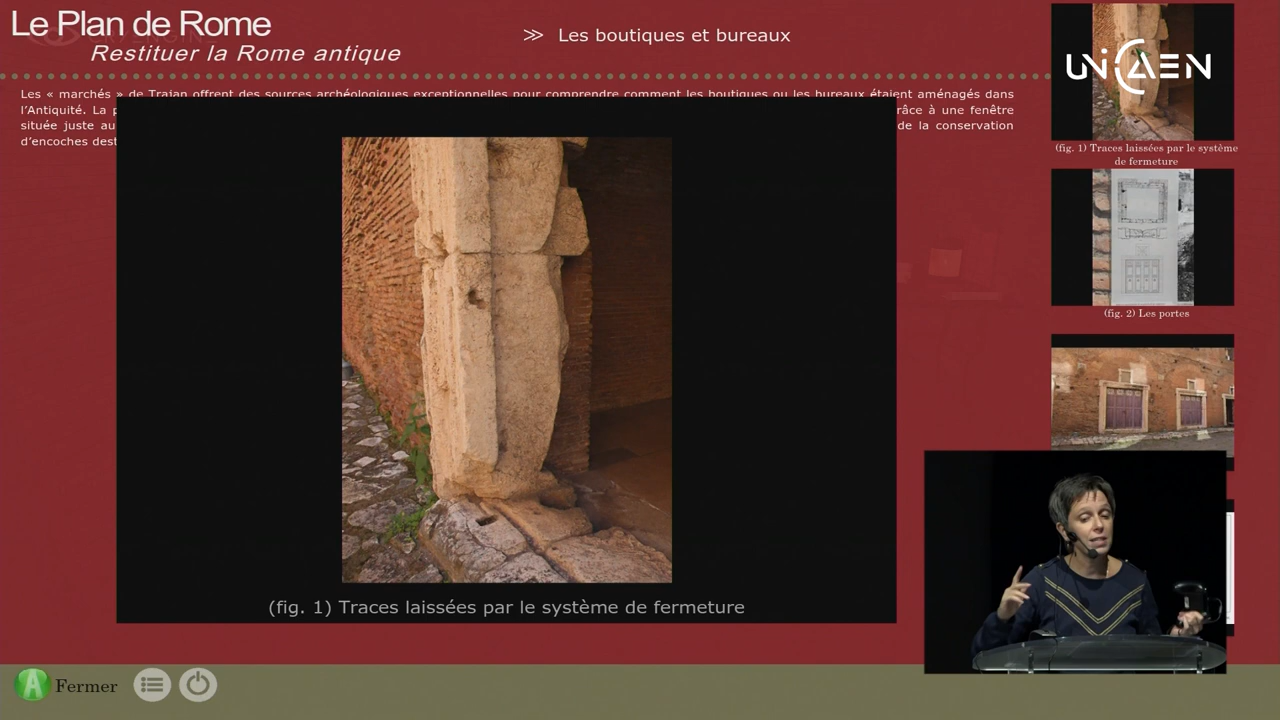 Le Plan de Rome
Restituer la Rome antique
>> Les boutiques et bureaux
Les « marchés » de Trajan offrent des sources archéologiques exceptionnelles pour comprendre comment les boutiques ou les bureaux étaient aménagés dans
l'Antiquité. La
à une fenêtre
située juste
de la conservation
d'encoches
UNICAEN
(fig. 1) Traces laissées par le système
de fermeture
(fig. 2) Les portes
(fig. 1) Traces laissées par le système de fermeture
A Fermer